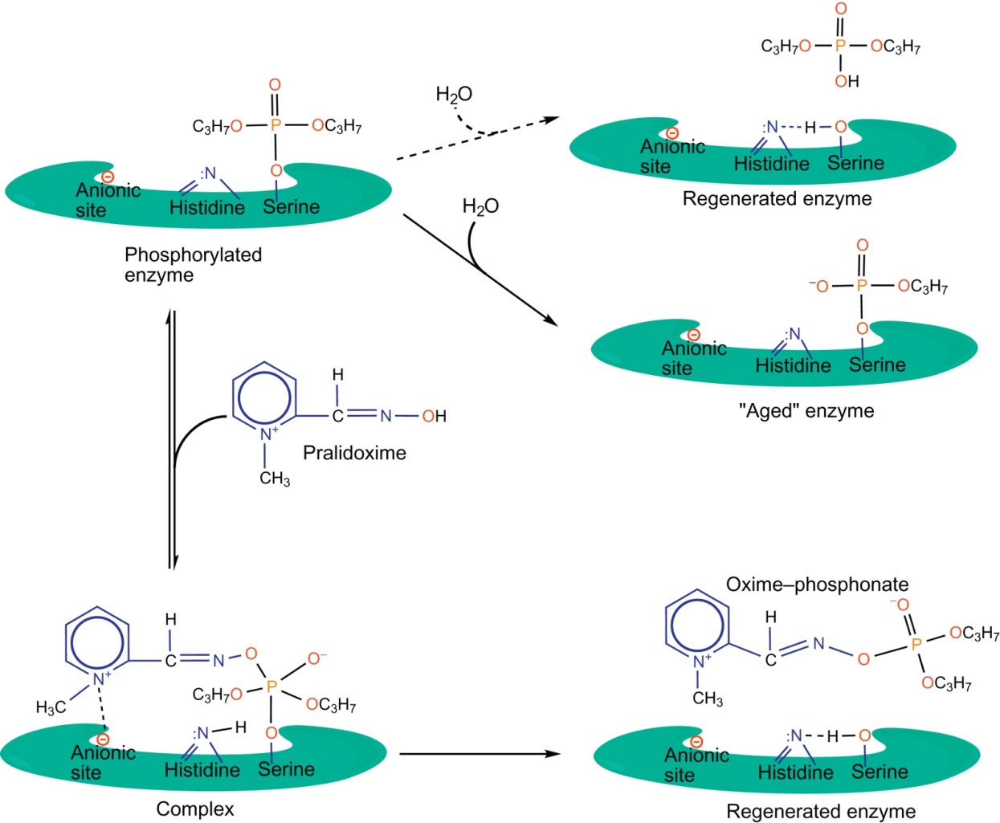 O
C₃H₇O P OC₃H₇
OH
H₂O
O
C₃H₇O P OC₃H₇
:N H O
⊖
Anionic
site
Histidine Serine
Regenerated enzyme
⊖ :N O
Anionic
site
Histidine Serine
Phosphorylated
enzyme
H₂O
O
⁻O P OC₃H₇
⊖ :N O
Anionic
site
Histidine Serine
"Aged" enzyme
H
C N OH
N⁺
CH₃
Pralidoxime
H
C N O O⁻
N⁺
H₃C
P
C₃H₇O OC₃H₇
⊖ :N H O
Anionic
site
Histidine Serine
Complex
Oxime–phosphonate
⁻O
H
C N O P OC₃H₇
OC₃H₇
N⁺
CH₃
⊖ :N H O
Anionic
site
Histidine Serine
Regenerated enzyme